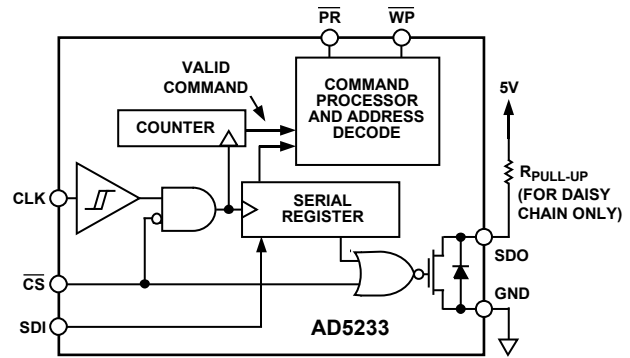 PR
WP
VALID
COMMAND
COMMAND
PROCESSOR
AND ADDRESS
DECODE
5V
COUNTER
RPULL-UP
(FOR DAISY
CHAIN ONLY)
CLK
SERIAL
REGISTER
SDO
CS
GND
SDI
AD5233